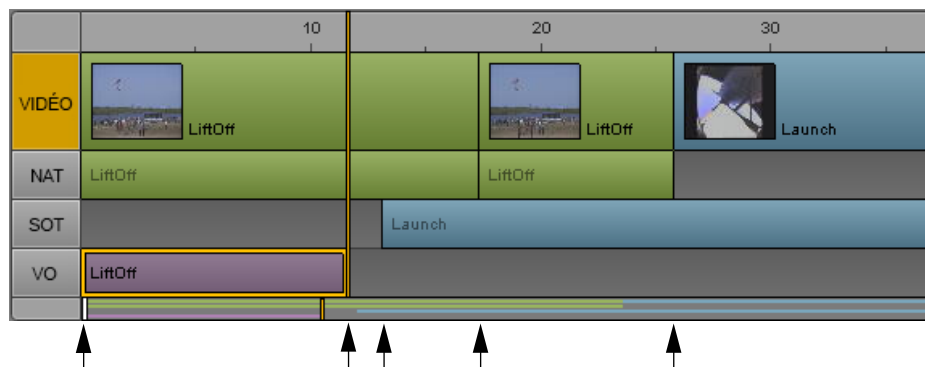 10 20 30
VIDÉO LiftOff LiftOff Launch
NAT LiftOff LiftOff
SOT Launch
VO LiftOff